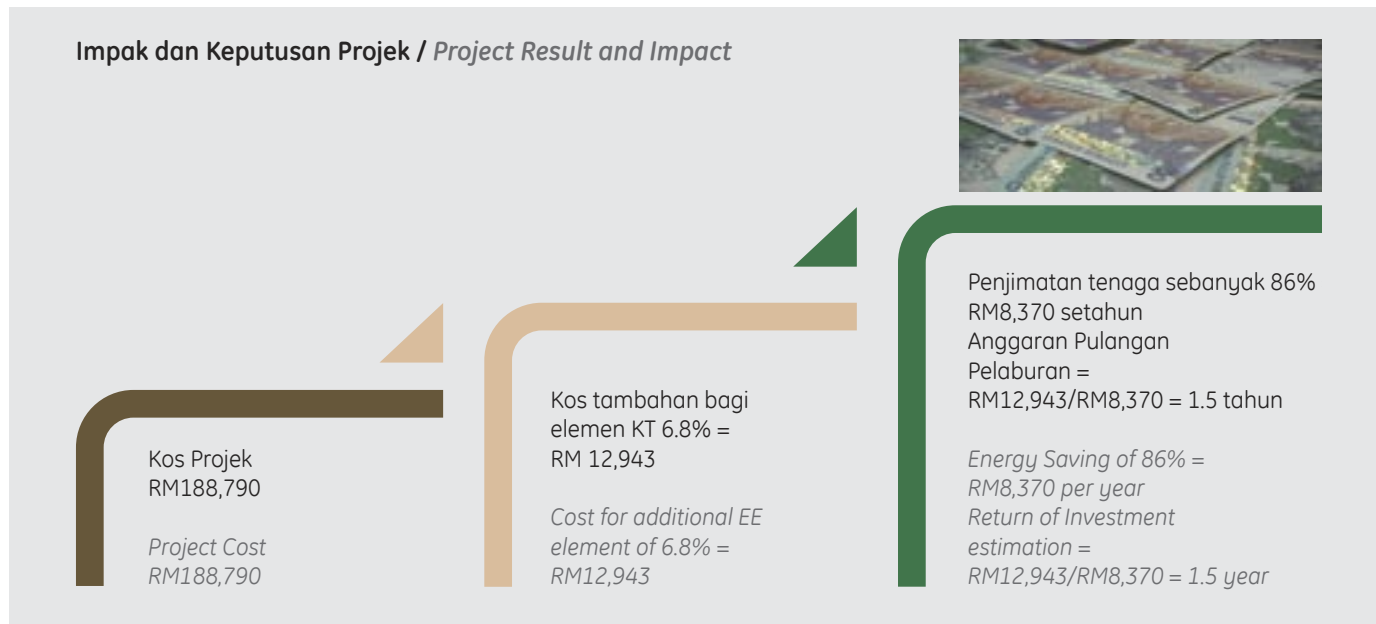 Impak dan Keputusan Projek / Project Result and Impact
Kos Projek
RM188,790
Project Cost
RM188,790
Kos tambahan bagi
elemen KT 6.8% =
RM 12,943
Cost for additional EE
element of 6.8% =
RM12,943
Penjimatan tenaga sebanyak 86%
RM8,370 setahun
Anggaran Pulangan
Pelaburan =
RM12,943/RM8,370 = 1.5 tahun
Energy Saving of 86% =
RM8,370 per year
Return of Investment
estimation =
RM12,943/RM8,370 = 1.5 year